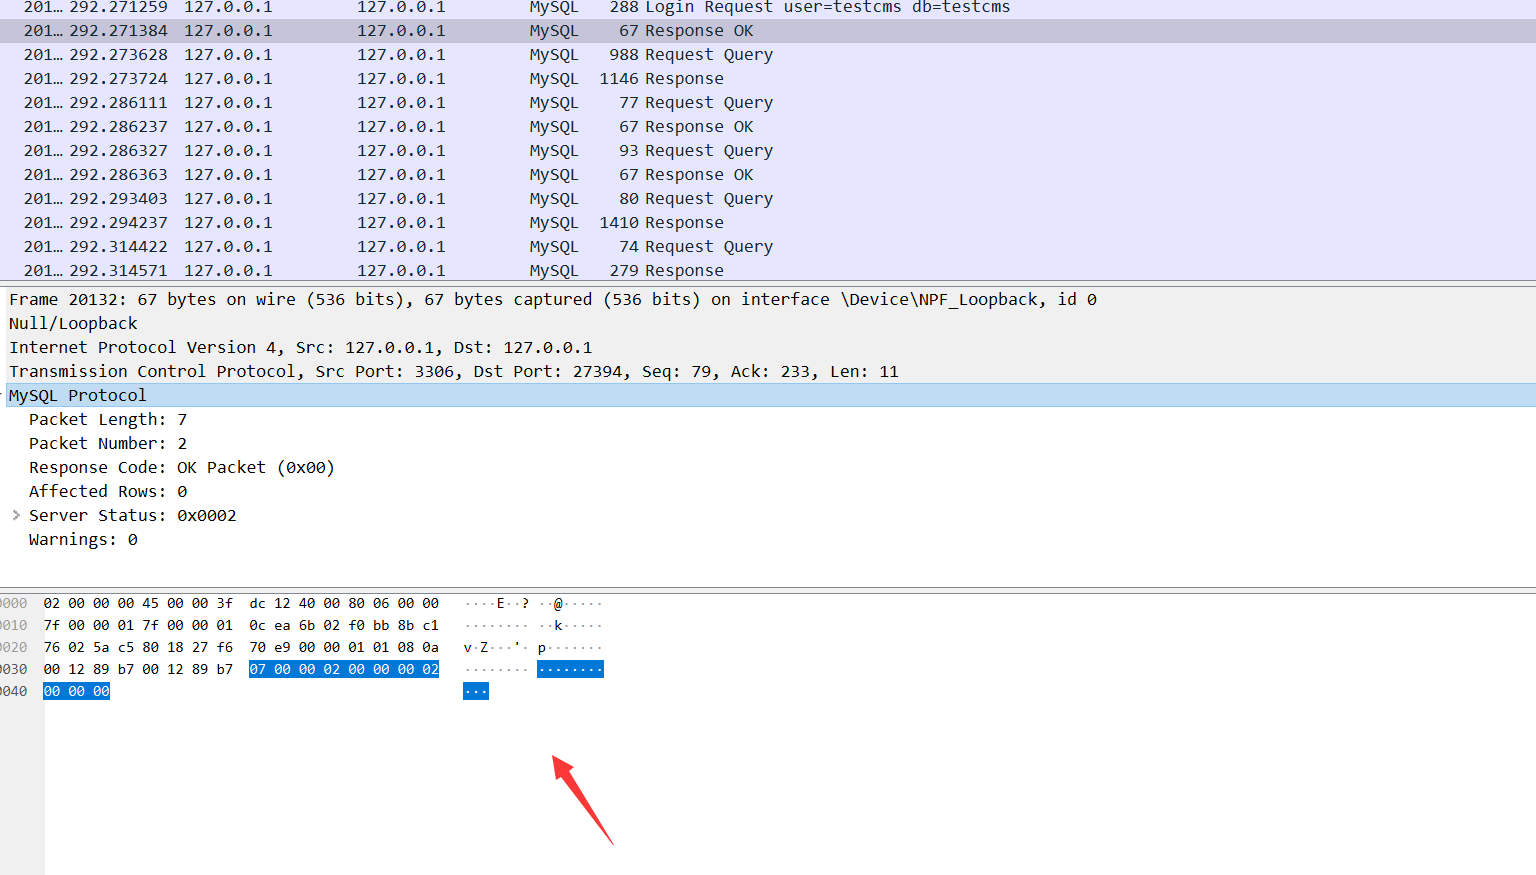 201… 292.271259 127.0.0.1 127.0.0.1 MySQL 288 Login Request user=testcms db=testcms
201… 292.271384 127.0.0.1 127.0.0.1 MySQL 67 Response OK
201… 292.273628 127.0.0.1 127.0.0.1 MySQL 988 Request Query
201… 292.273724 127.0.0.1 127.0.0.1 MySQL 1146 Response
201… 292.286111 127.0.0.1 127.0.0.1 MySQL 77 Request Query
201… 292.286237 127.0.0.1 127.0.0.1 MySQL 67 Response OK
201… 292.286327 127.0.0.1 127.0.0.1 MySQL 93 Request Query
201… 292.286363 127.0.0.1 127.0.0.1 MySQL 67 Response OK
201… 292.293403 127.0.0.1 127.0.0.1 MySQL 80 Request Query
201… 292.294237 127.0.0.1 127.0.0.1 MySQL 1410 Response
201… 292.314422 127.0.0.1 127.0.0.1 MySQL 74 Request Query
201… 292.314571 127.0.0.1 127.0.0.1 MySQL 279 Response
Frame 20132: 67 bytes on wire (536 bits), 67 bytes captured (536 bits) on interface \Device\NPF_Loopback, id 0
Null/Loopback
Internet Protocol Version 4, Src: 127.0.0.1, Dst: 127.0.0.1
Transmission Control Protocol, Src Port: 3306, Dst Port: 27394, Seq: 79, Ack: 233, Len: 11
MySQL Protocol
Packet Length: 7
Packet Number: 2
Response Code: OK Packet (0x00)
Affected Rows: 0
Server Status: 0x0002
Warnings: 0
0000 02 00 00 00 45 00 00 3f dc 12 40 00 80 06 00 00 ····E··? ··@·····
0010 7f 00 00 01 7f 00 00 01 0c ea 6b 02 f0 bb 8b c1 ········ ··k·····
0020 76 02 5a c5 80 18 27 f6 70 e9 00 00 01 01 08 0a v·Z···'· p·······
0030 00 12 89 b7 00 12 89 b7 07 00 00 02 00 00 00 02 ········ ········
0040 00 00 00 ···